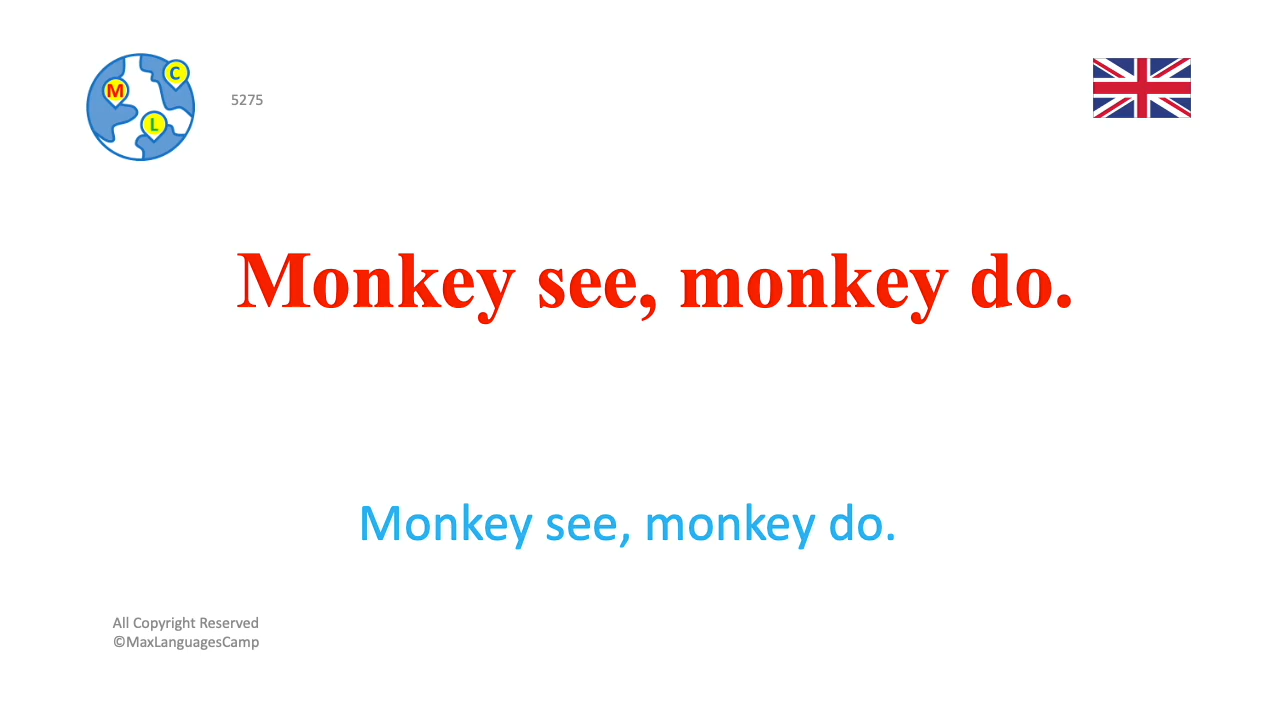 M
C
L
5275
Monkey see, monkey do.
Monkey see, monkey do.
All Copyright Reserved
©MaxLanguagesCamp